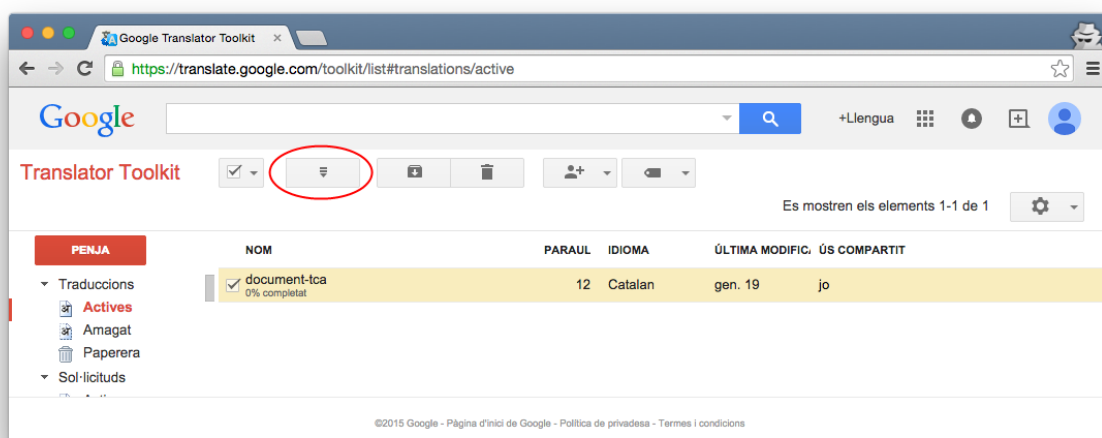 Google Translator Toolkit
https://translate.google.com/toolkit/list#translations/active
Google
+Llengua
Translator Toolkit
Es mostren els elements 1-1 de 1
PENJA
NOM PARAUL IDIOMA ÚLTIMA MODIFIC. ÚS COMPARTIT
Traduccions
document-tca 12 Catalan gen. 19 jo
0% completat
Actives
Amagat
Paperera
Sol·licituds
©2015 Google - Pàgina d'inici de Google - Política de privadesa - Termes i condicions